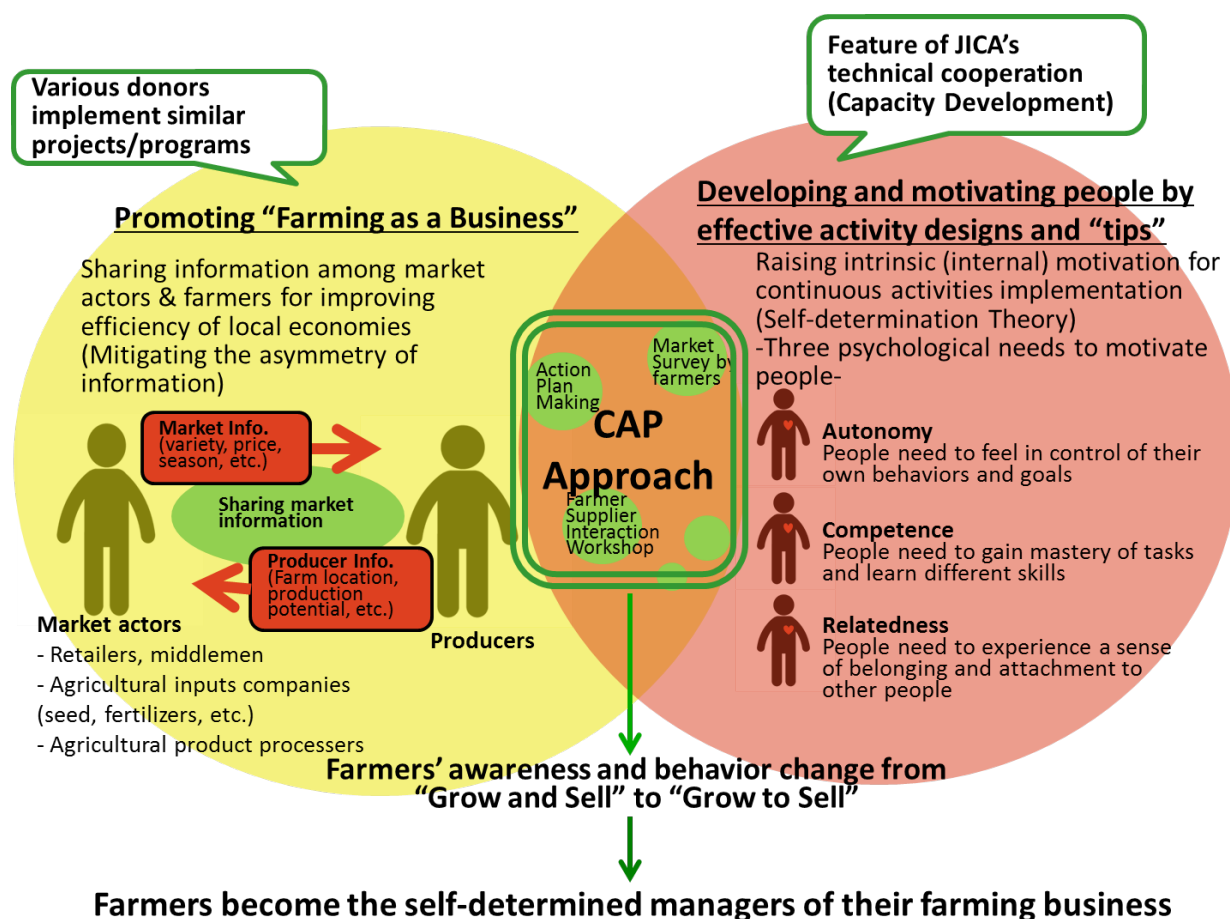 Various donors
implement similar
projects/programs
Feature of JICA's
technical cooperation
(Capacity Development)
Promoting “Farming as a Business”
Sharing information among market
actors & farmers for improving
efficiency of local economies
(Mitigating the asymmetry of
information)
Market Info.
(variety, price,
season, etc.)
Sharing market
information
Producer Info.
(Farm location,
production
potential, etc.)
Market actors
- Retailers, middlemen
- Agricultural inputs companies
(seed, fertilizers, etc.)
- Agricultural product processers
Producers
Action
Plan
Making
Market
Survey by
farmers
CAP
Approach
Farmer
Supplier
Interaction
Workshop
Developing and motivating people by
effective activity designs and “tips”
Raising intrinsic (internal) motivation for
continuous activities implementation
(Self-determination Theory)
-Three psychological needs to motivate
people-
Autonomy
People need to feel in control of their
own behaviors and goals
Competence
People need to gain mastery of tasks
and learn different skills
Relatedness
People need to experience a sense
of belonging and attachment to
other people
Farmers’ awareness and behavior change from
“Grow and Sell” to “Grow to Sell”
Farmers become the self-determined managers of their farming business